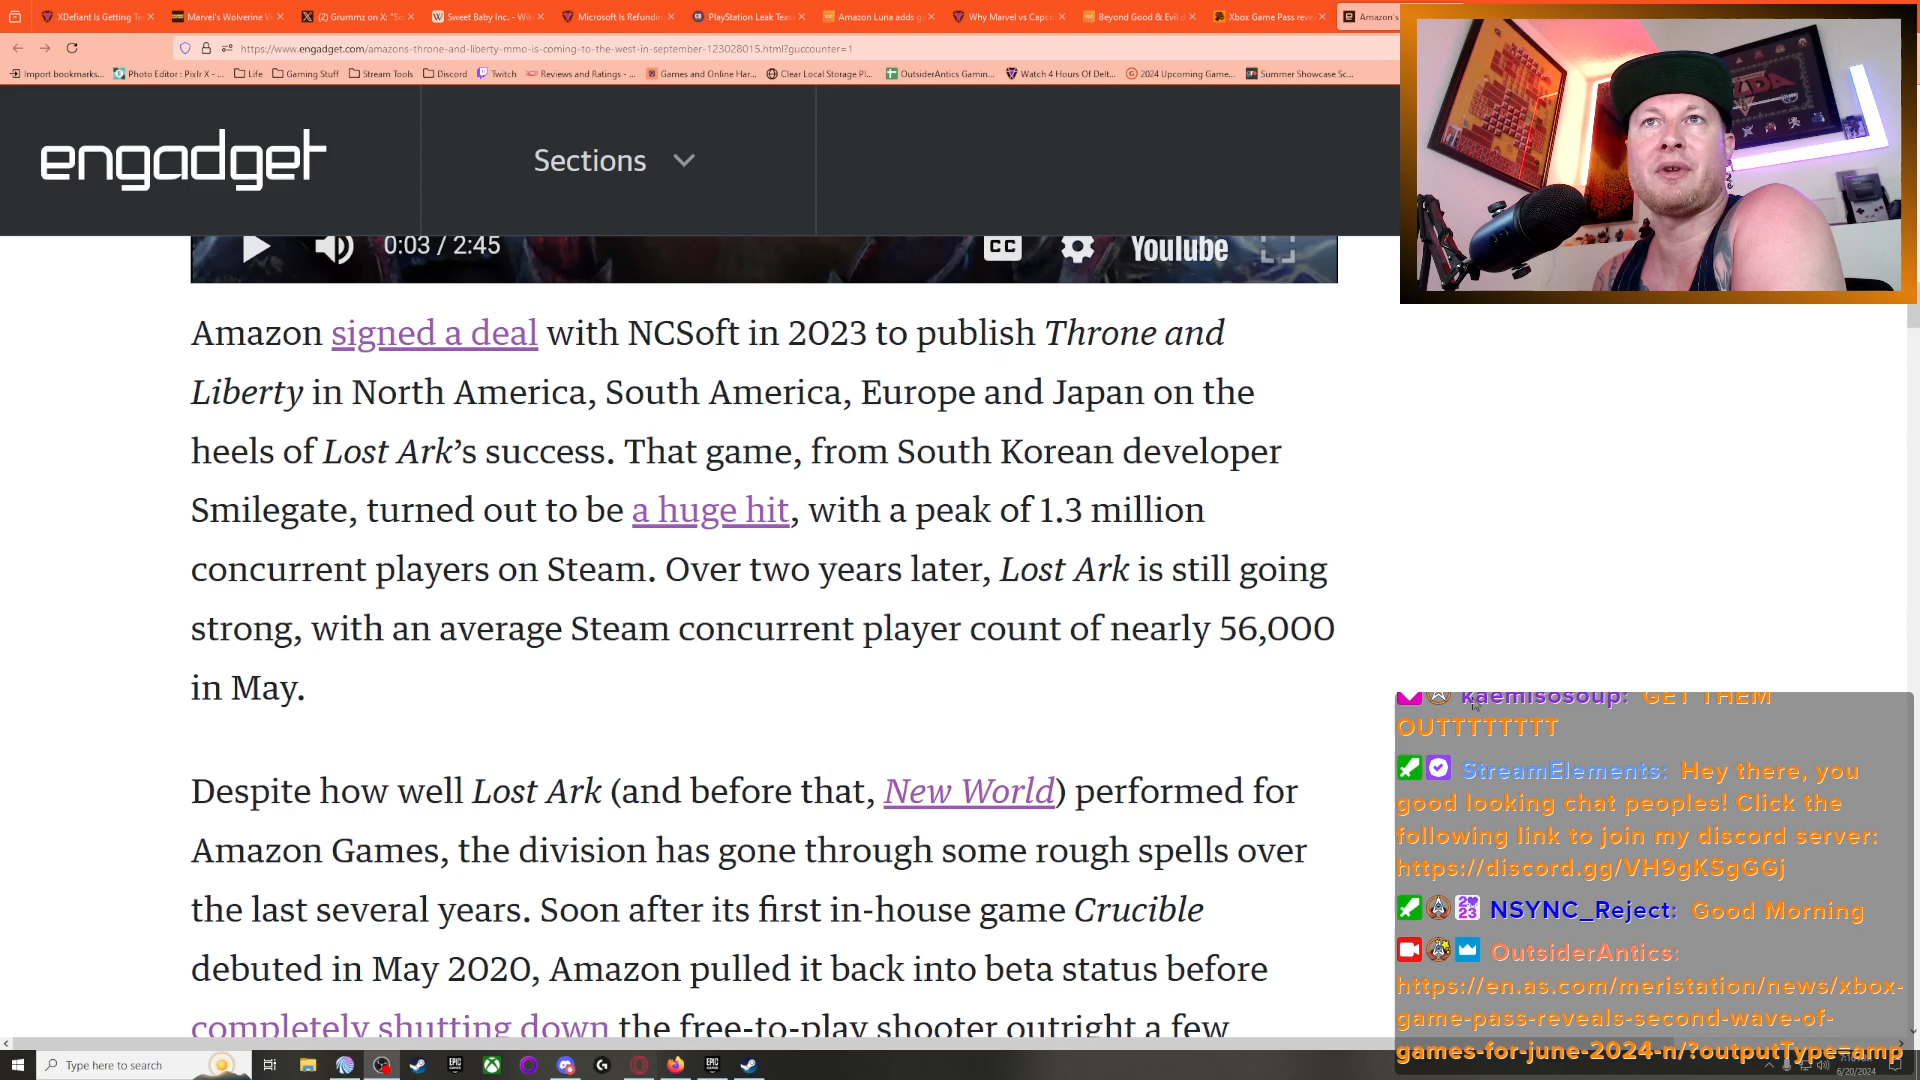 XDefiant Is Getting Te
Marvel's Wolverine Vi
(2) Grummz on X: "So
Sweet Baby Inc. - Wik
Microsoft Is Refundin
PlayStation Leak Teas
Amazon Luna adds g
Why Marvel vs Capc
Beyond Good & Evil
Xbox Game Pass reve
Amazon's
https://www.engadget.com/amazons-throne-and-liberty-mmo-is-coming-to-the-west-in-september-123028015.html?guccounter=1
Import bookmarks...
Photo Editor : Pixlr X - ...
Life
Gaming Stuff
Stream Tools
Discord
Twitch
Reviews and Ratings - ...
Games and Online Har...
Clear Local Storage Pl...
OutsiderAntics Gamin...
Watch 4 Hours Of Delt...
2024 Upcoming Game...
Summer Showcase Sc...
engadget
Sections
0:03 / 2:45
CC
YouTube
Amazon signed a deal with NCSoft in 2023 to publish Throne and
Liberty in North America, South America, Europe and Japan on the
heels of Lost Ark’s success. That game, from South Korean developer
Smilegate, turned out to be a huge hit, with a peak of 1.3 million
concurrent players on Steam. Over two years later, Lost Ark is still going
strong, with an average Steam concurrent player count of nearly 56,000
in May.
Despite how well Lost Ark (and before that, New World) performed for
Amazon Games, the division has gone through some rough spells over
the last several years. Soon after its first in-house game Crucible
debuted in May 2020, Amazon pulled it back into beta status before
completely shutting down the free-to-play shooter outright a few
kaemisosoup: GET THEM
OUTTTTTTTT
StreamElements: Hey there, you
good looking chat peoples! Click the
following link to join my discord server:
https://discord.gg/VH9gKSgGGj
NSYNC_Reject: Good Morning
OutsiderAntics:
https://en.as.com/meristation/news/xbox-
game-pass-reveals-second-wave-of-
games-for-june-2024-n/?outputType=amp
Type here to search
6/20/2024